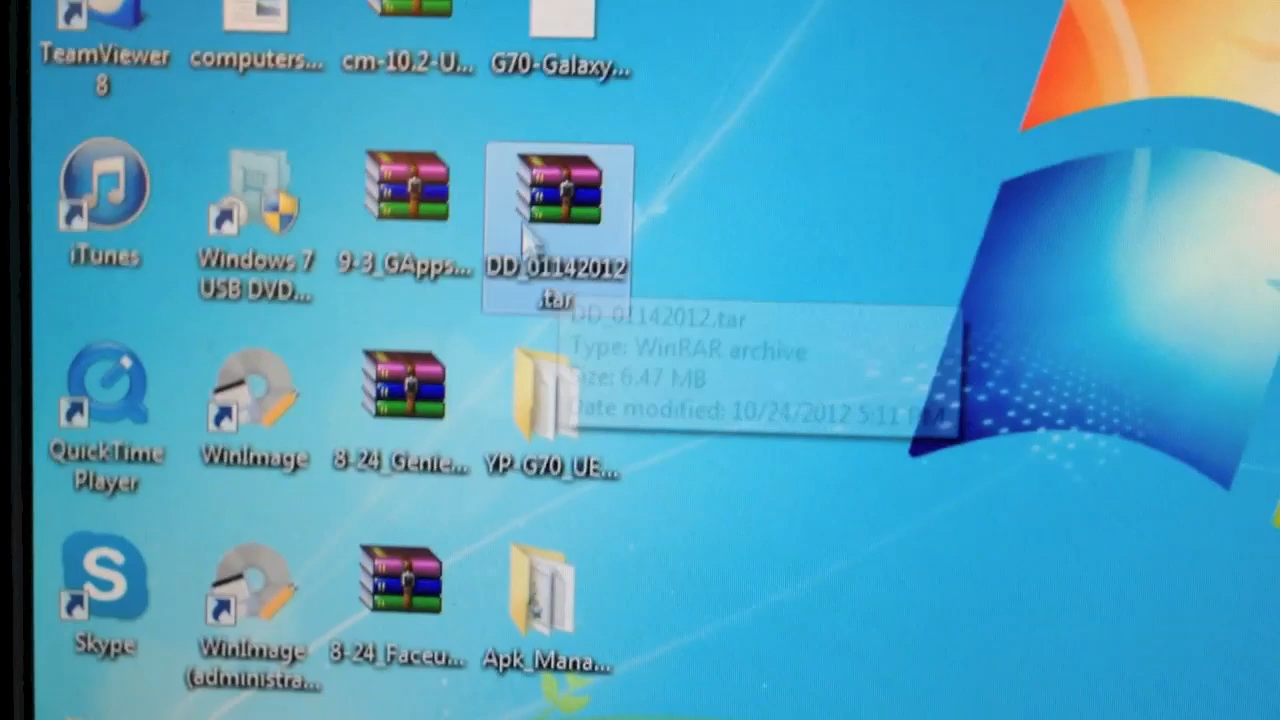 TeamViewer
8
computers...
cm-10.2-U...
G70-Galaxy...
iTunes
Windows 7
USB DVD...
9-3_GApps...
DD_01142012
.tar
DD_01142012.tar
Type: WinRAR archive
Size: 6.47 MB
Date modified: 10/24/2012 5:11 PM
QuickTime
Player
WinImage
8-24_Genie...
YP-G70_UE...
Skype
S
WinImage
(administra...
8-24_Faceu...
Apk_Mana...